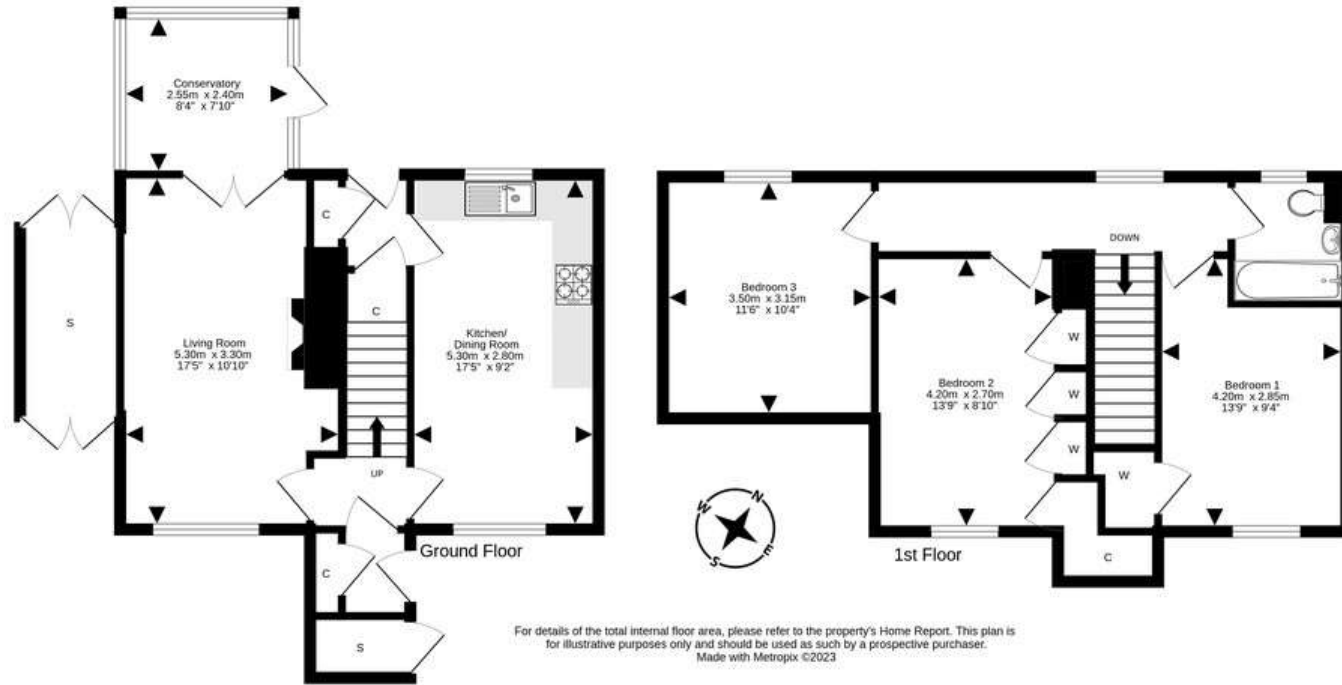 Conservatory
2.55m x 2.40m
8'4" x 7'10"
C
S
C
Living Room
5.30m x 3.30m
17'5" x 10'10"
Kitchen/
Dining Room
5.30m x 2.80m
17'5" x 9'2"
UP
C
S
Ground Floor
DOWN
Bedroom 3
3.50m x 3.15m
11'6" x 10'4"
W
Bedroom 2
4.20m x 2.70m
13'9" x 8'10"
W
W
Bedroom 1
4.20m x 2.85m
13'9" x 9'4"
W
C
1st Floor
N
W
E
S
For details of the total internal floor area, please refer to the property's Home Report. This plan is
for illustrative purposes only and should be used as such by a prospective purchaser.
Made with Metropix ©2023